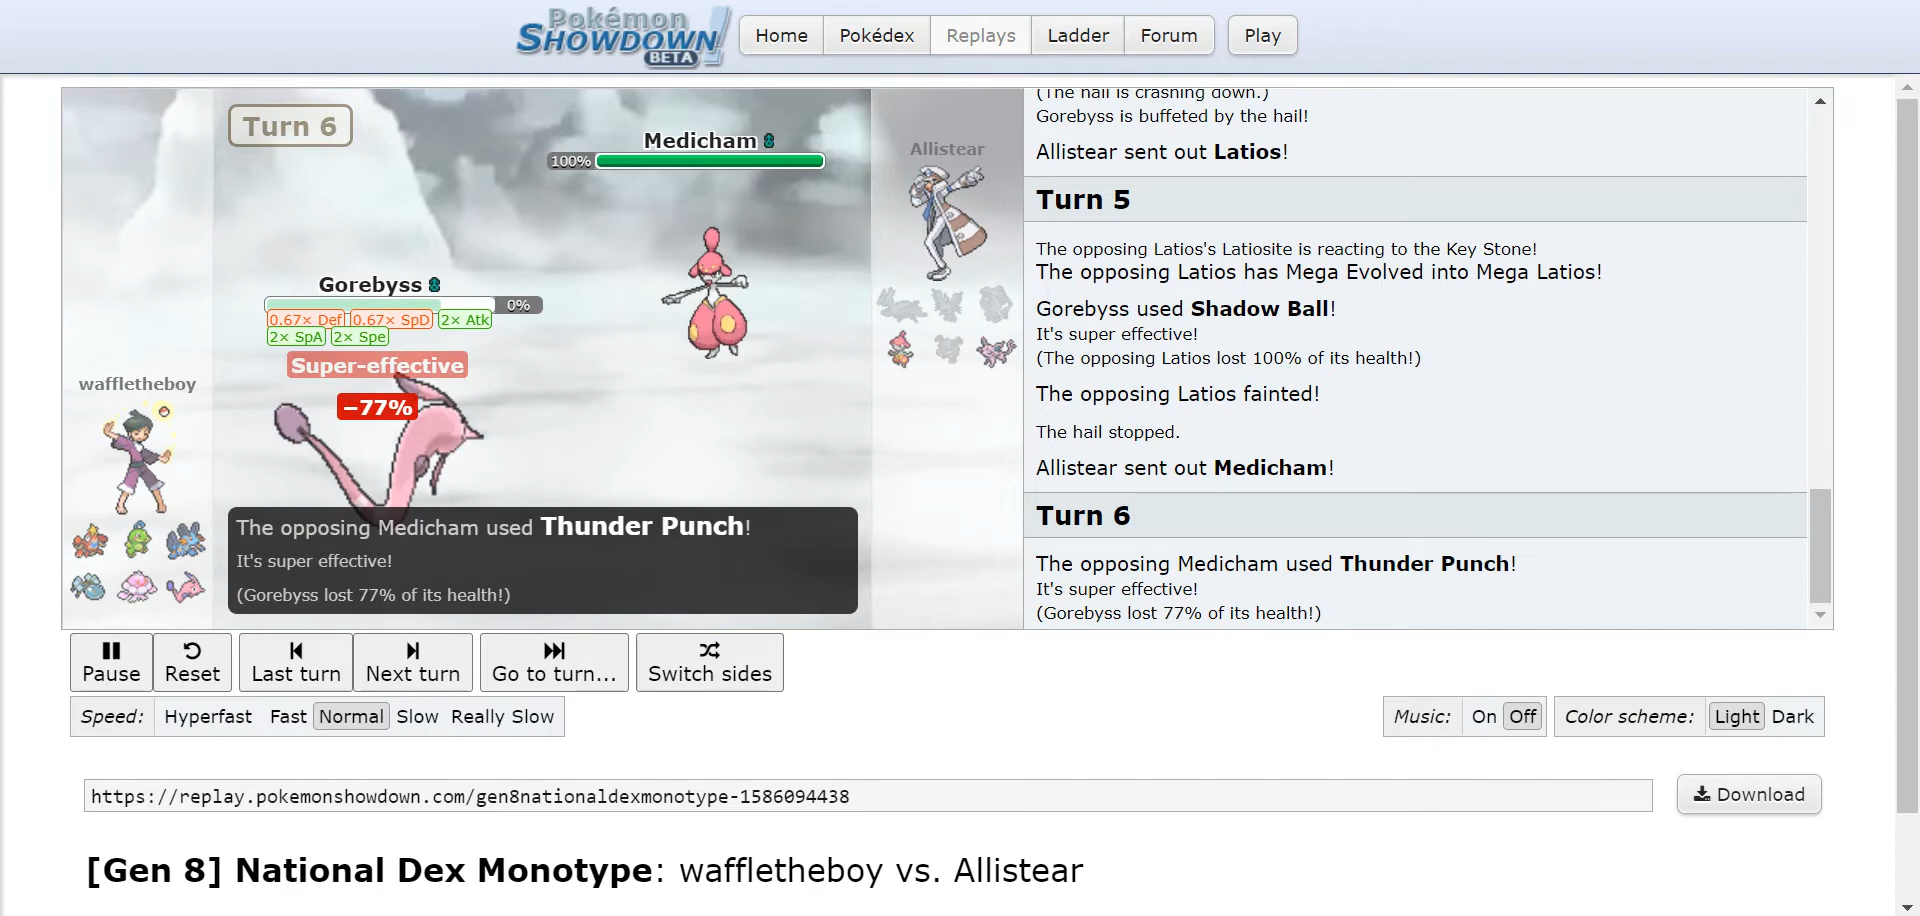 Pokémon
SHOWDOWN!
BETA
Home
Pokédex
Replays
Ladder
Forum
Play
Turn 6
Medicham
100%
Allistear
Gorebyss
0%
0.67× Def
0.67× SpD
2× Atk
2× SpA
2× Spe
Super-effective
−77%
waffletheboy
The opposing Medicham used Thunder Punch!
It's super effective!
(Gorebyss lost 77% of its health!)
(The hail is crashing down.)
Gorebyss is buffeted by the hail!
Allistear sent out Latios!
Turn 5
The opposing Latios's Latiosite is reacting to the Key Stone!
The opposing Latios has Mega Evolved into Mega Latios!
Gorebyss used Shadow Ball!
It's super effective!
(The opposing Latios lost 100% of its health!)
The opposing Latios fainted!
The hail stopped.
Allistear sent out Medicham!
Turn 6
The opposing Medicham used Thunder Punch!
It's super effective!
(Gorebyss lost 77% of its health!)
Pause
Reset
Last turn
Next turn
Go to turn...
Switch sides
Speed:
Hyperfast
Fast
Normal
Slow
Really Slow
Music:
On
Off
Color scheme:
Light
Dark
https://replay.pokemonshowdown.com/gen8nationaldexmonotype-1586094438
Download
[Gen 8] National Dex Monotype: waffletheboy vs. Allistear